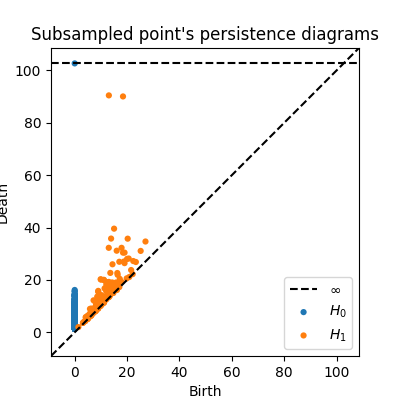 Subsampled point's persistence diagrams
Death
100
80
60
40
20
0
∞
H0
H1
0 20 40 60 80 100
Birth